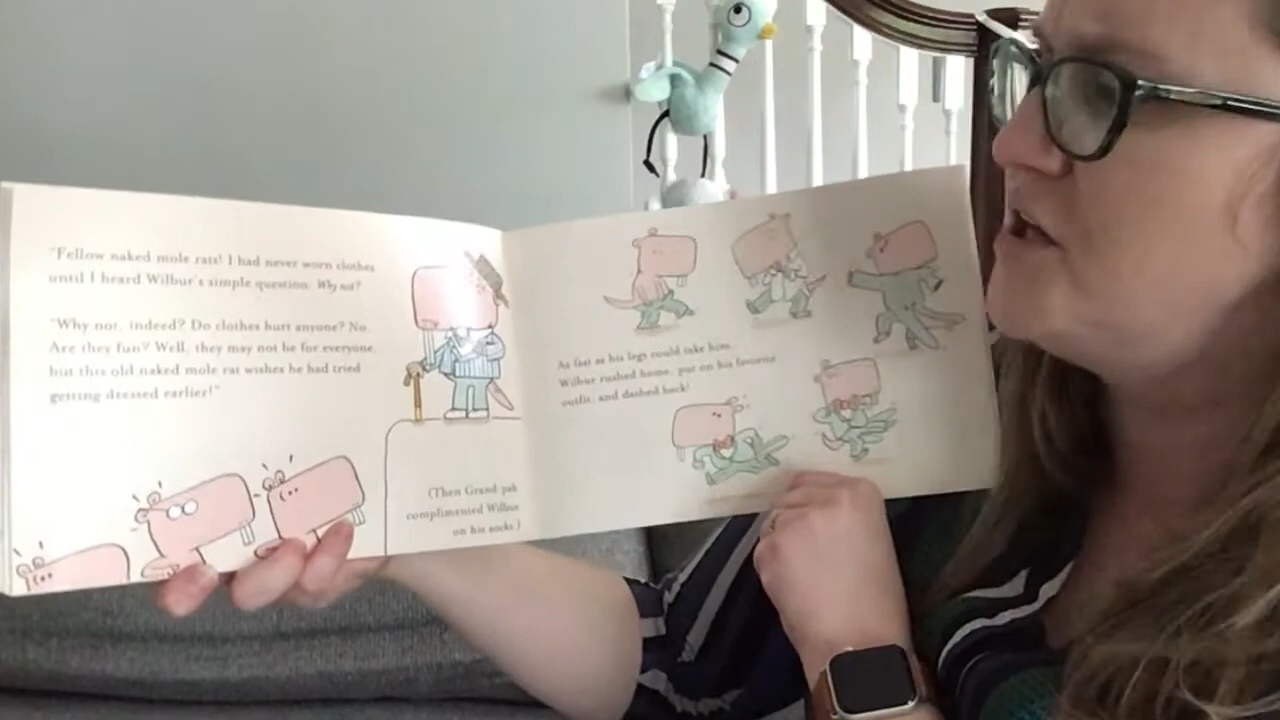 "Fellow naked mole rats! I had never worn clothes
until I heard Wilbur's simple question: Why not?
"Why not, indeed? Do clothes hurt anyone? No.
Are they fun? Well, they may not be for everyone,
but this old naked mole rat wishes he had tried
getting dressed earlier!"
(Then Grand-pah
complimented Wilbur
on his socks.)
As fast as his legs could take him,
Wilbur rushed home, put on his favorite
outfit, and dashed back!